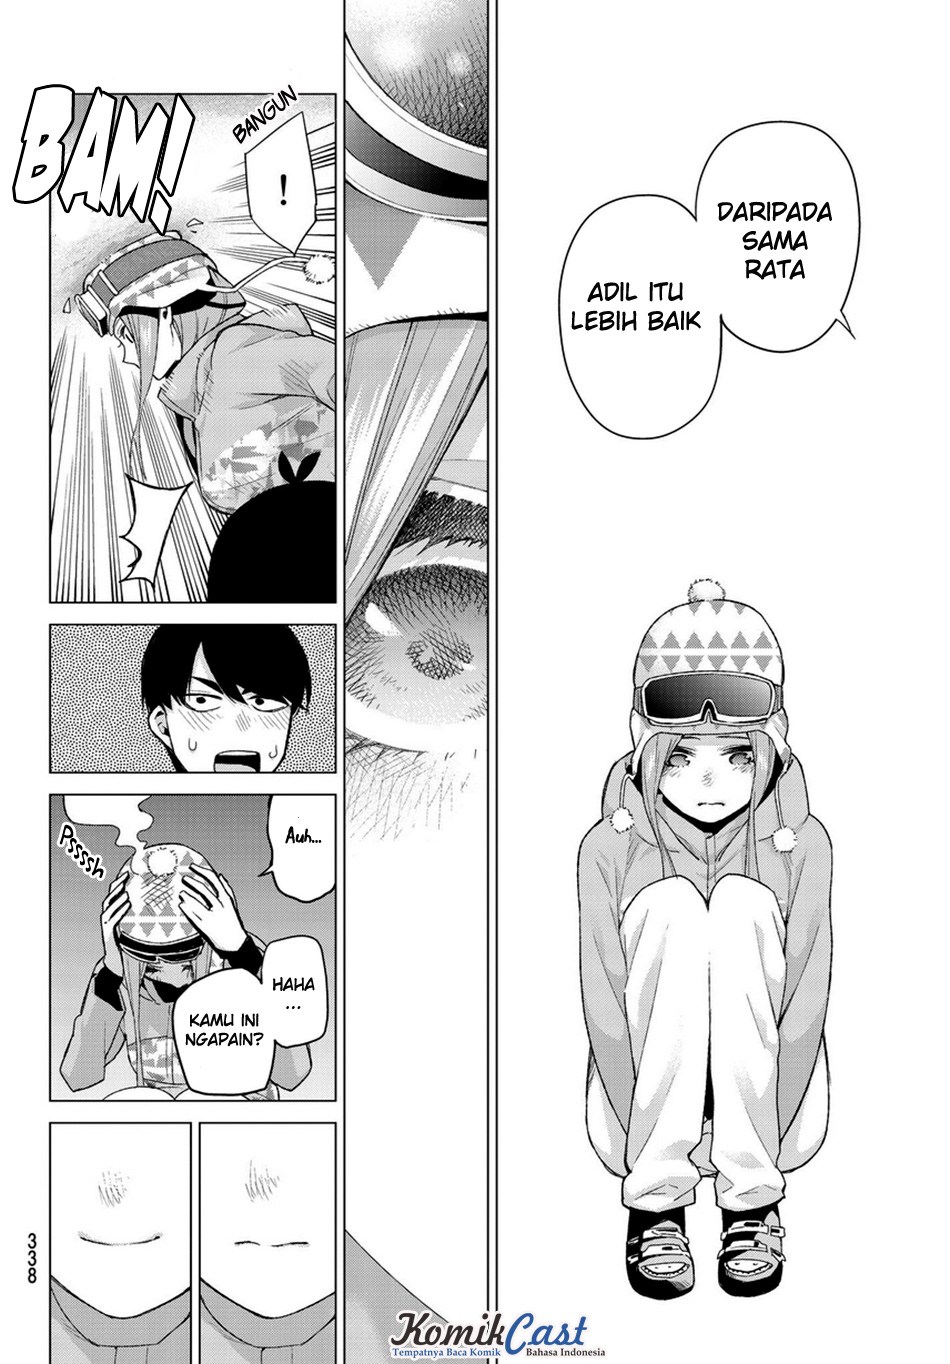 DARIPADA
SAMA
RATA
ADIL ITU
LEBIH BAIK
BANGUN
!
BAM!
Auh...
Psssssh
HAHA
...
KAMU INI
NGAPAIN?
338
KomikCast
Tempatnya Baca Komik Bahasa Indonesia